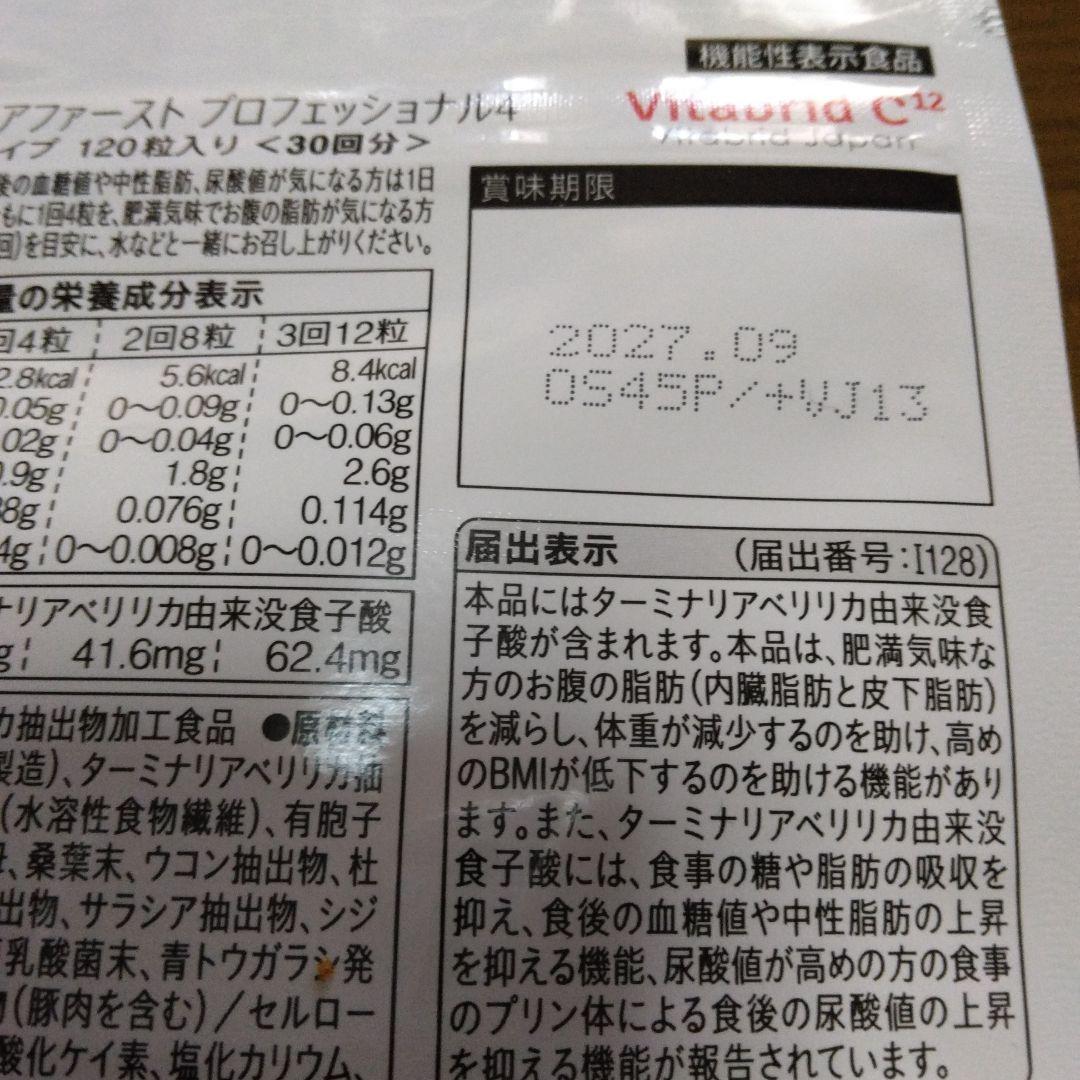 機能性表示食品
アファースト プロフェッショナル4
Vitabrid C12
イプ 120粒入り <30回分>
Vitabrid Japan
後の血糖値や中性脂肪、尿酸値が気になる方は1日
もに1回4粒を、肥満気味でお腹の脂肪が気になる方
回)を目安に、水などと一緒にお召し上がりください。
量の栄養成分表示
回4粒 2回8粒 3回12粒
2.8kcal 5.6kcal 8.4kcal
0.05g 0〜0.09g 0〜0.13g
.02g 0〜0.04g 0〜0.06g
.9g 1.8g 2.6g
38g 0.076g 0.114g
4g 0〜0.008g 0〜0.012g
ナリアベリリカ由来没食子酸
g 41.6mg 62.4mg
カ抽出物加工食品 ●原材料
製造)、ターミナリアベリリカ抽
(水溶性食物繊維)、有胞子
母、桑葉末、ウコン抽出物、杜
出物、サラシア抽出物、シジ
乳酸菌末、青トウガラシ発
(豚肉を含む)/セルロー
酸化ケイ素、塩化カリウム、
賞味期限
2027.09
OS45P/+VJ13
届出表示 (届出番号:I128)
本品にはターミナリアベリリカ由来没食
子酸が含まれます。本品は、肥満気味な
方のお腹の脂肪(内臓脂肪と皮下脂肪)
を減らし、体重が減少するのを助け、高め
のBMIが低下するのを助ける機能があり
ます。また、ターミナリアベリリカ由来没
食子酸には、食事の糖や脂肪の吸収を
抑え、食後の血糖値や中性脂肪の上昇
を抑える機能、尿酸値が高めの方の食事
のプリン体による食後の尿酸値の上昇
を抑える機能が報告されています。